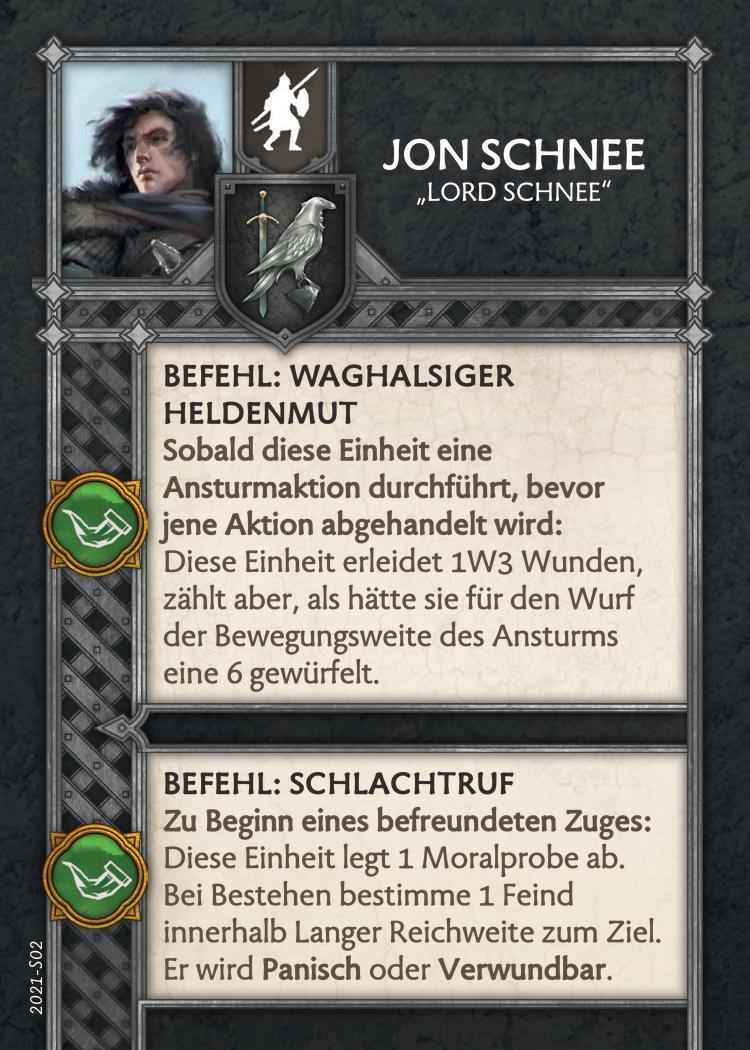 JON SCHNEE
„LORD SCHNEE“
BEFEHL: WAGHALSIGER
HELDENMUT
Sobald diese Einheit eine
Ansturmaktion durchführt, bevor
jene Aktion abgehandelt wird:
Diese Einheit erleidet 1W3 Wunden,
zählt aber, als hätte sie für den Wurf
der Bewegungsweite des Ansturms
eine 6 gewürfelt.
BEFEHL: SCHLACHTRUF
Zu Beginn eines befreundeten Zuges:
Diese Einheit legt 1 Moralprobe ab.
Bei Bestehen bestimme 1 Feind
innerhalb Langer Reichweite zum Ziel.
Er wird Panisch oder Verwundbar.
2021-S02